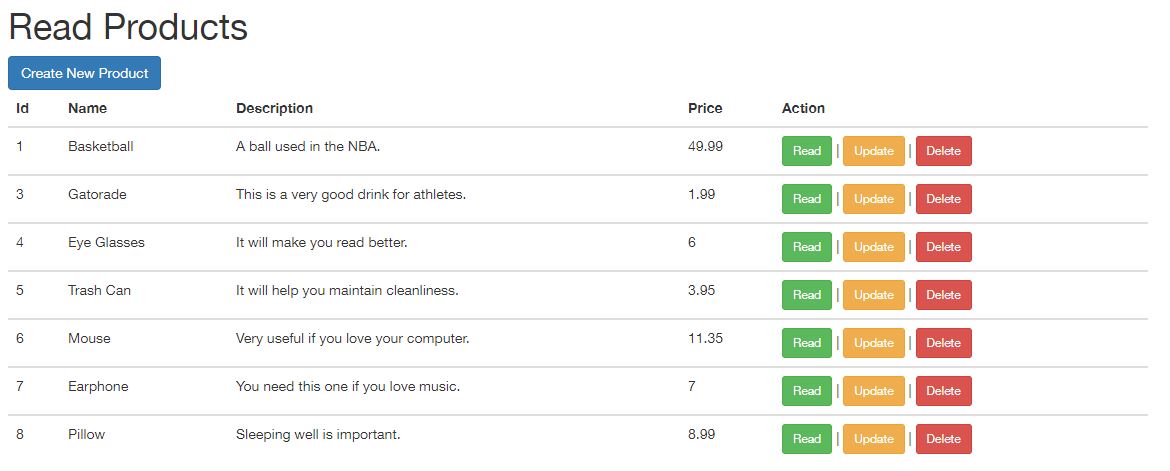 Read Products
Create New Product
Id Name Description Price Action
1 Basketball A ball used in the NBA. 49.99 Read | Update | Delete
3 Gatorade This is a very good drink for athletes. 1.99 Read | Update | Delete
4 Eye Glasses It will make you read better. 6 Read | Update | Delete
5 Trash Can It will help you maintain cleanliness. 3.95 Read | Update | Delete
6 Mouse Very useful if you love your computer. 11.35 Read | Update | Delete
7 Earphone You need this one if you love music. 7 Read | Update | Delete
8 Pillow Sleeping well is important. 8.99 Read | Update | Delete